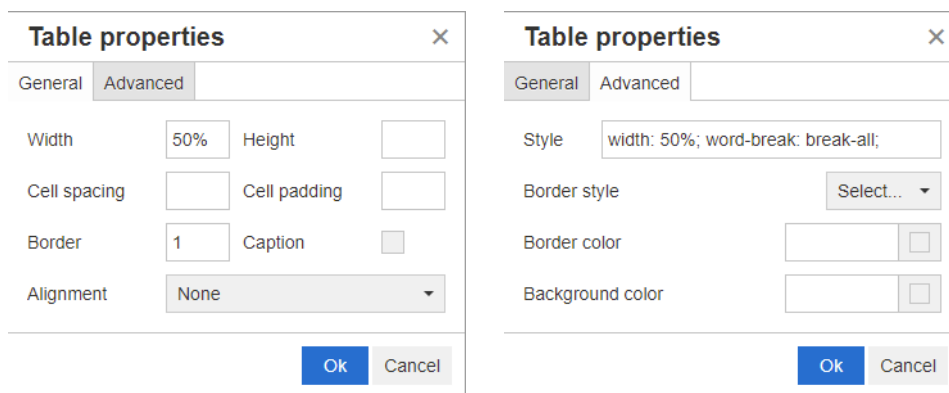 Table properties ×
General Advanced
Width 50% Height
Cell spacing Cell padding
Border 1 Caption
Alignment None
Ok Cancel
Table properties ×
General Advanced
Style width: 50%; word-break: break-all;
Border style Select...
Border color
Background color
Ok Cancel